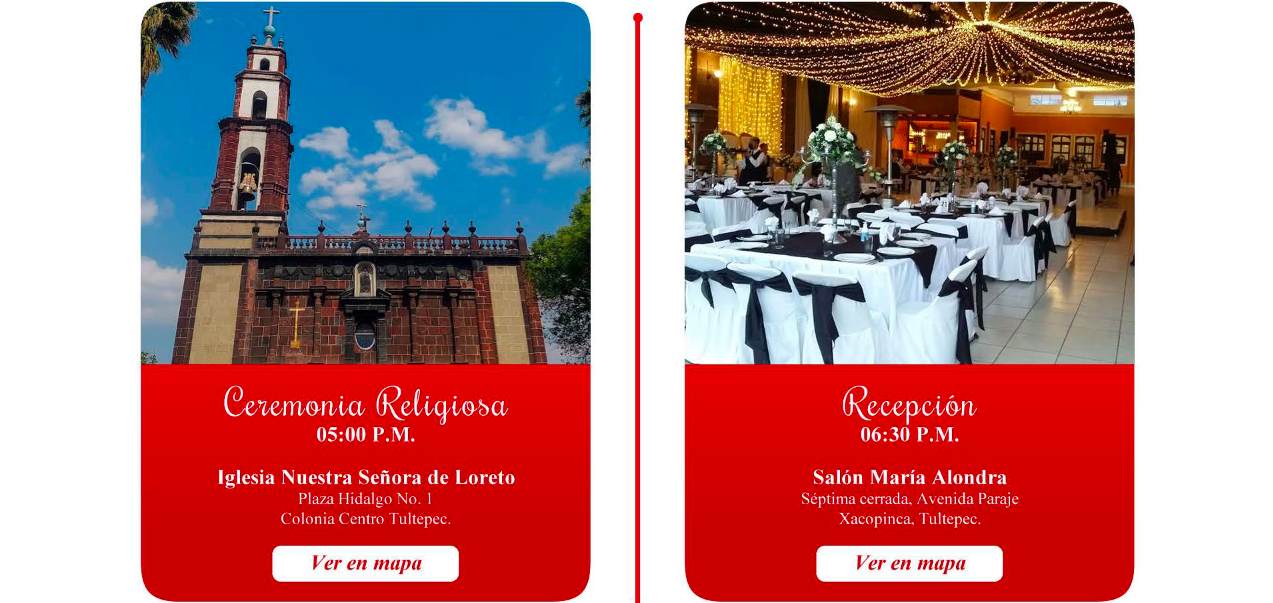 Ceremonia Religiosa
05:00 P.M.
Iglesia Nuestra Señora de Loreto
Plaza Hidalgo No. 1
Colonia Centro Tultepec.
Ver en mapa
Recepción
06:30 P.M.
Salón María Alondra
Séptima cerrada, Avenida Paraje
Xacopinca, Tultepec.
Ver en mapa